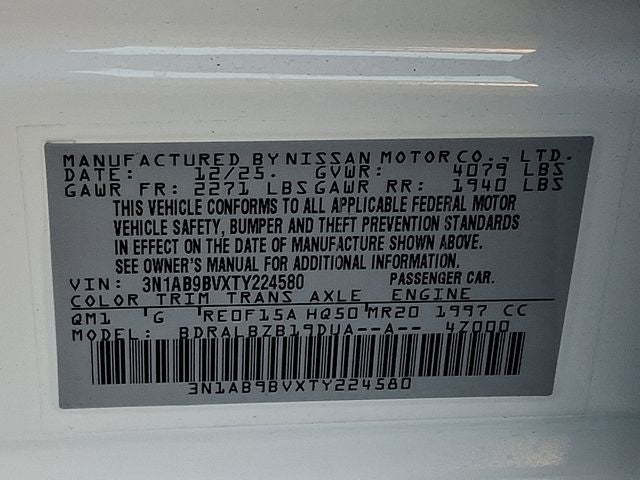 MANUFACTURED BY NISSAN MOTOR CO., LTD.
DATE: 12/25. GVWR: 4079 LBS
GAWR FR: 2271 LBS GAWR RR: 1940 LBS
THIS VEHICLE CONFORMS TO ALL APPLICABLE FEDERAL MOTOR
VEHICLE SAFETY, BUMPER AND THEFT PREVENTION STANDARDS
IN EFFECT ON THE DATE OF MANUFACTURE SHOWN ABOVE.
SEE OWNER'S MANUAL FOR ADDITIONAL INFORMATION.
VIN: 3N1AB9BVXTY224580 PASSENGER CAR.
COLOR TRIM TRANS AXLE ENGINE
QM1 G RE0F15A HQ50 MR20 1997 CC
MODEL: BDRALBZB19DUA--A-- 4Z000
3N1AB9BVXTY224580